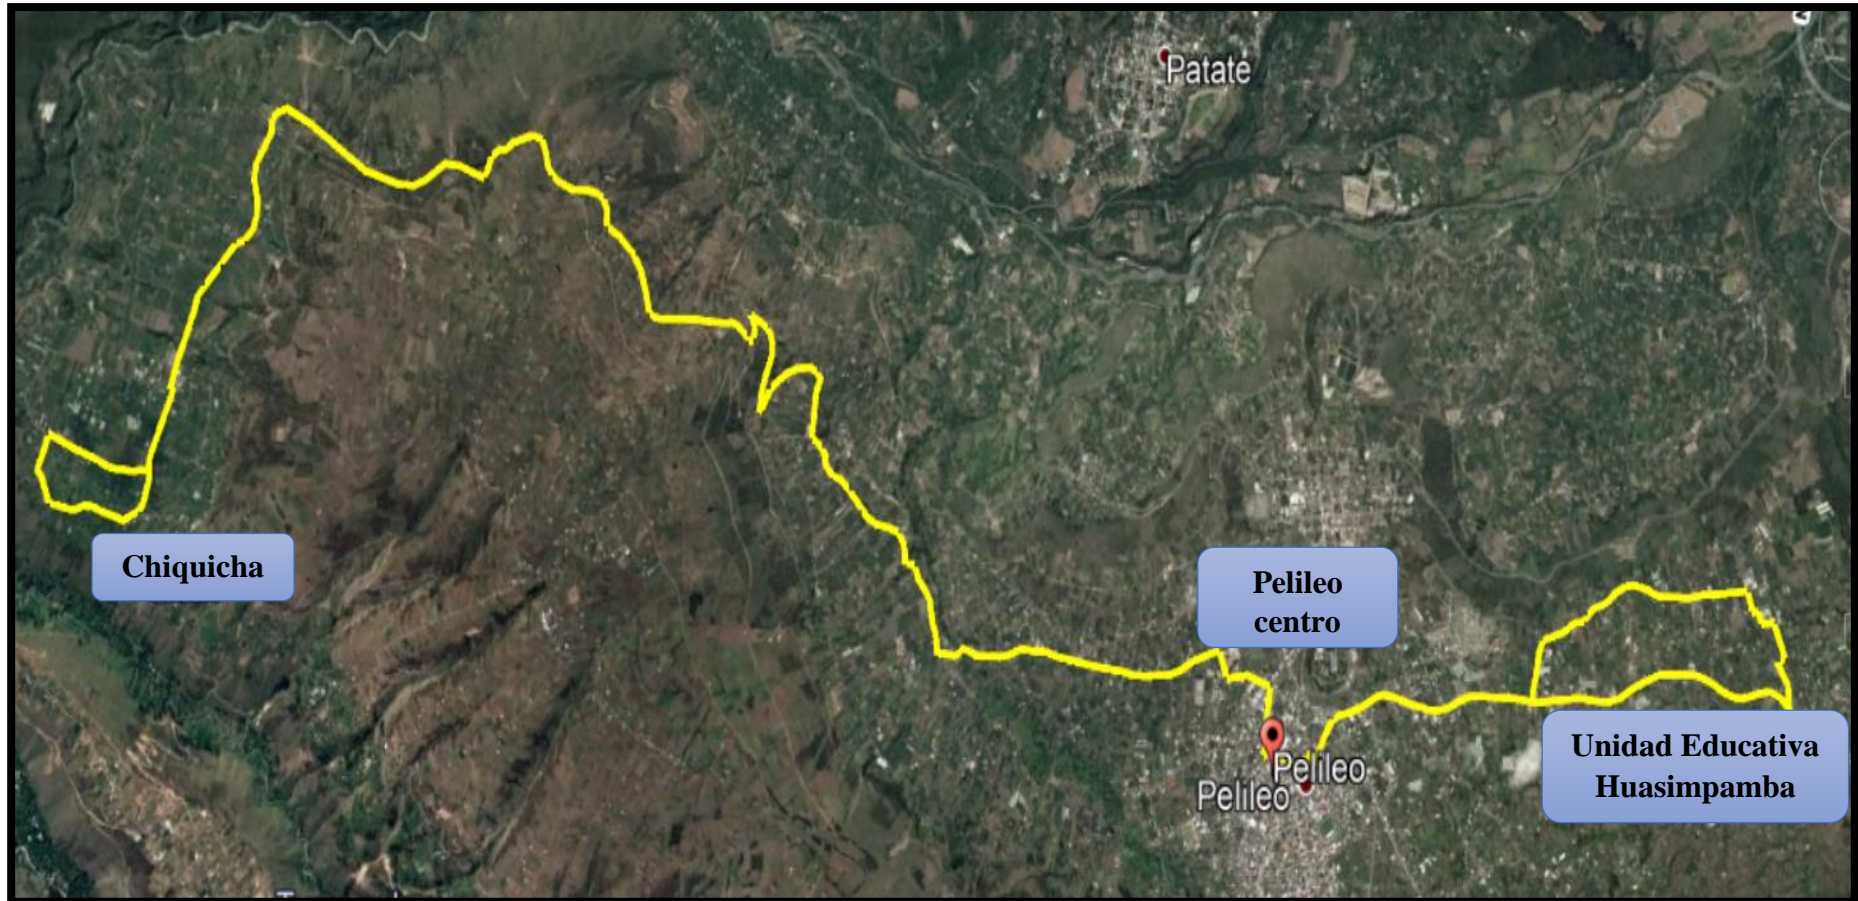 Patate
Chiquicha
Pelileo
centro
Unidad Educativa
Huasimpamba
Pelileo
Pelileo